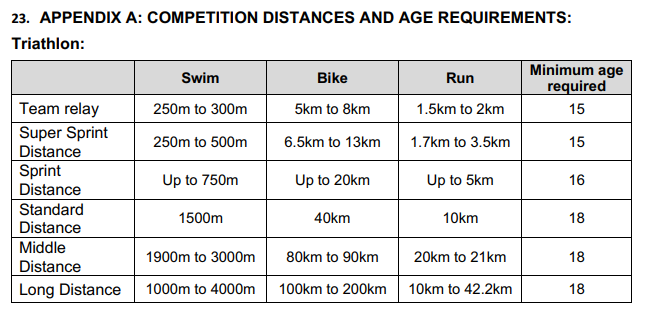 23. APPENDIX A: COMPETITION DISTANCES AND AGE REQUIREMENTS:
Triathlon:
Swim Bike Run Minimum age required
Team relay 250m to 300m 5km to 8km 1.5km to 2km 15
Super Sprint Distance 250m to 500m 6.5km to 13km 1.7km to 3.5km 15
Sprint Distance Up to 750m Up to 20km Up to 5km 16
Standard Distance 1500m 40km 10km 18
Middle Distance 1900m to 3000m 80km to 90km 20km to 21km 18
Long Distance 1000m to 4000m 100km to 200km 10km to 42.2km 18